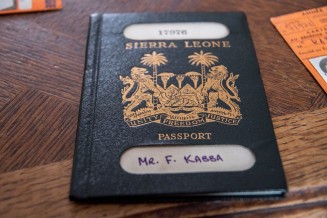 17976
SIERRA LEONE
UNITY FREEDOM JUSTICE
PASSPORT
MR. F. KABBA